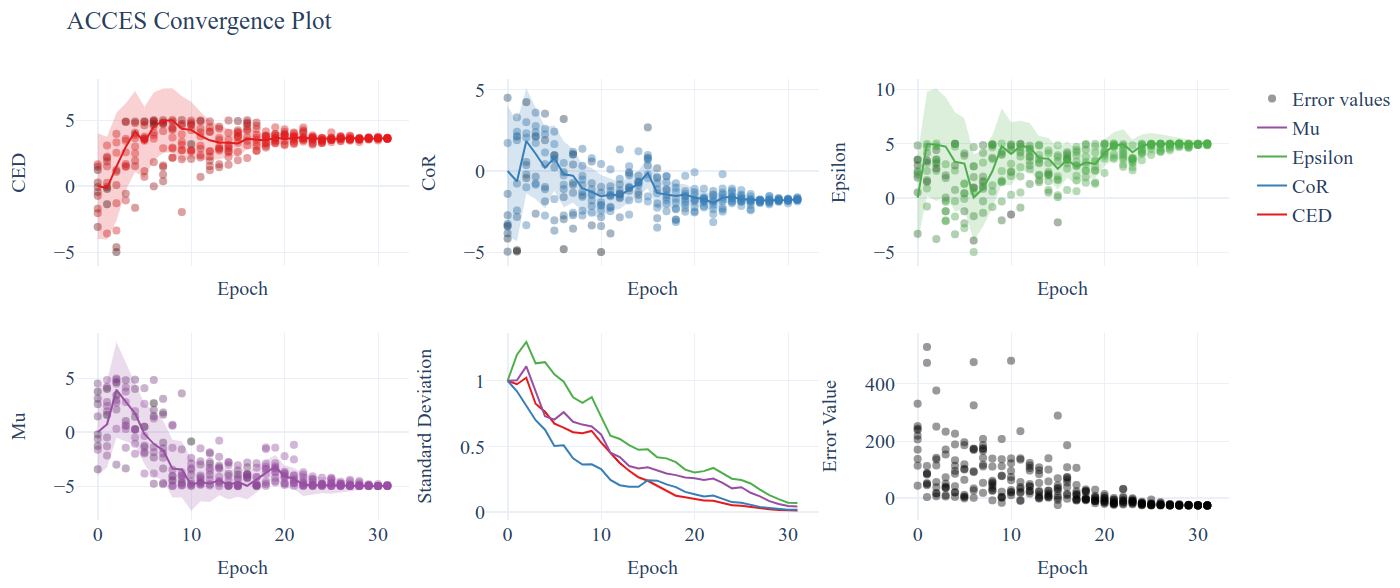 ACCES Convergence Plot
CED
5
0
−5
Epoch
CoR
5
0
−5
Epoch
Epsilon
10
5
0
−5
Epoch
Error values
Mu
Epsilon
CoR
CED
Mu
5
0
−5
0 10 20 30
Epoch
Standard Deviation
1
0.5
0
0 10 20 30
Epoch
Error Value
400
200
0
0 10 20 30
Epoch